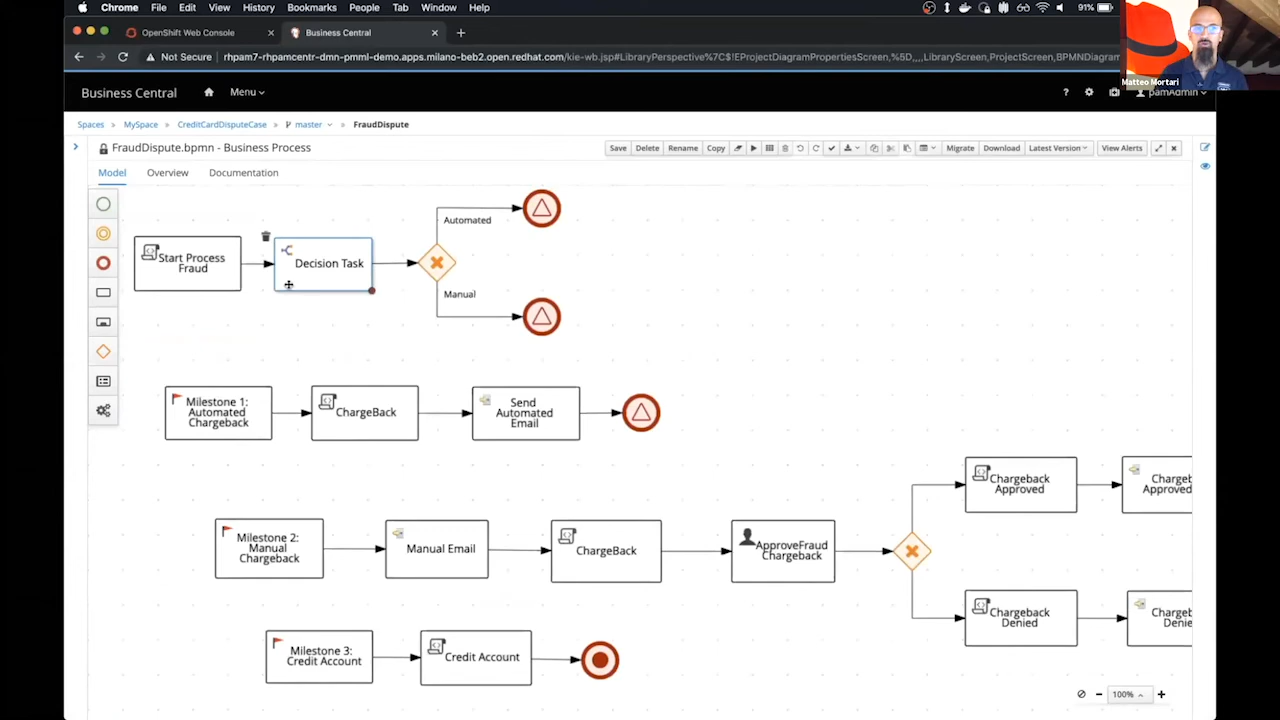 Chrome File Edit View History Bookmarks People Tab Window Help 91%
OpenShift Web Console Business Central
Not Secure rhpam7-rhpamcentr-dmn-pmml-demo.apps.milano-beb2.open.redhat.com/kie-wb.jsp#LibraryPerspective%7C$!EProjectDiagramPropertiesScreen,%5D,,,,LibraryScreen,ProjectScreen,BPMNDiagram
Matteo Mortari
Business Central Menu ? pamAdmin
Spaces MySpace CreditCardDisputeCase master FraudDispute
FraudDispute.bpmn - Business Process Save Delete Rename Copy Migrate Download Latest Version View Alerts
Model Overview Documentation
Automated
Start Process
Fraud
Decision Task
Manual
Milestone 1:
Automated
Chargeback
ChargeBack
Send
Automated
Email
Chargeback
Approved
Chargeb
Approved
Milestone 2:
Manual
Chargeback
Manual Email
ChargeBack
ApproveFraud
Chargeback
Chargeback
Denied
Chargeb
Denie
Milestone 3:
Credit Account
Credit Account
100%